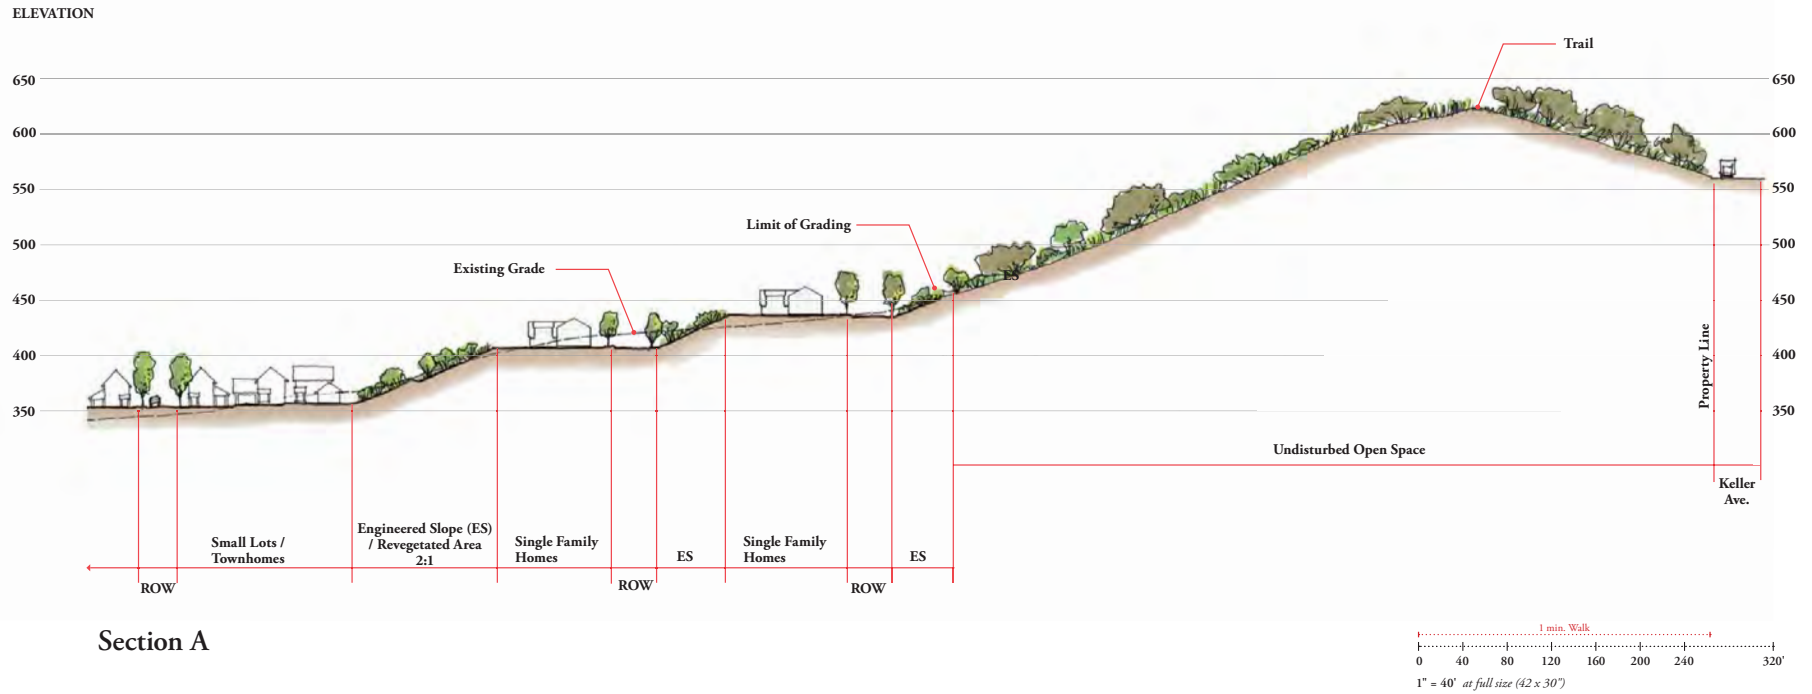 ELEVATION
Trail
650
650
600
600
550
550
Limit of Grading
500
500
Existing Grade
ES
450
450
400
400
Property Line
350
350
Undisturbed Open Space
Keller
Ave.
Engineered Slope (ES)
/ Revegetated Area
2:1
Small Lots /
Townhomes
Single Family
Homes
ES
Single Family
Homes
ES
ROW
ROW
ROW
Section A
1 min. Walk
0 40 80 120 160 200 240 320'
1" = 40' at full size (42 x 30")